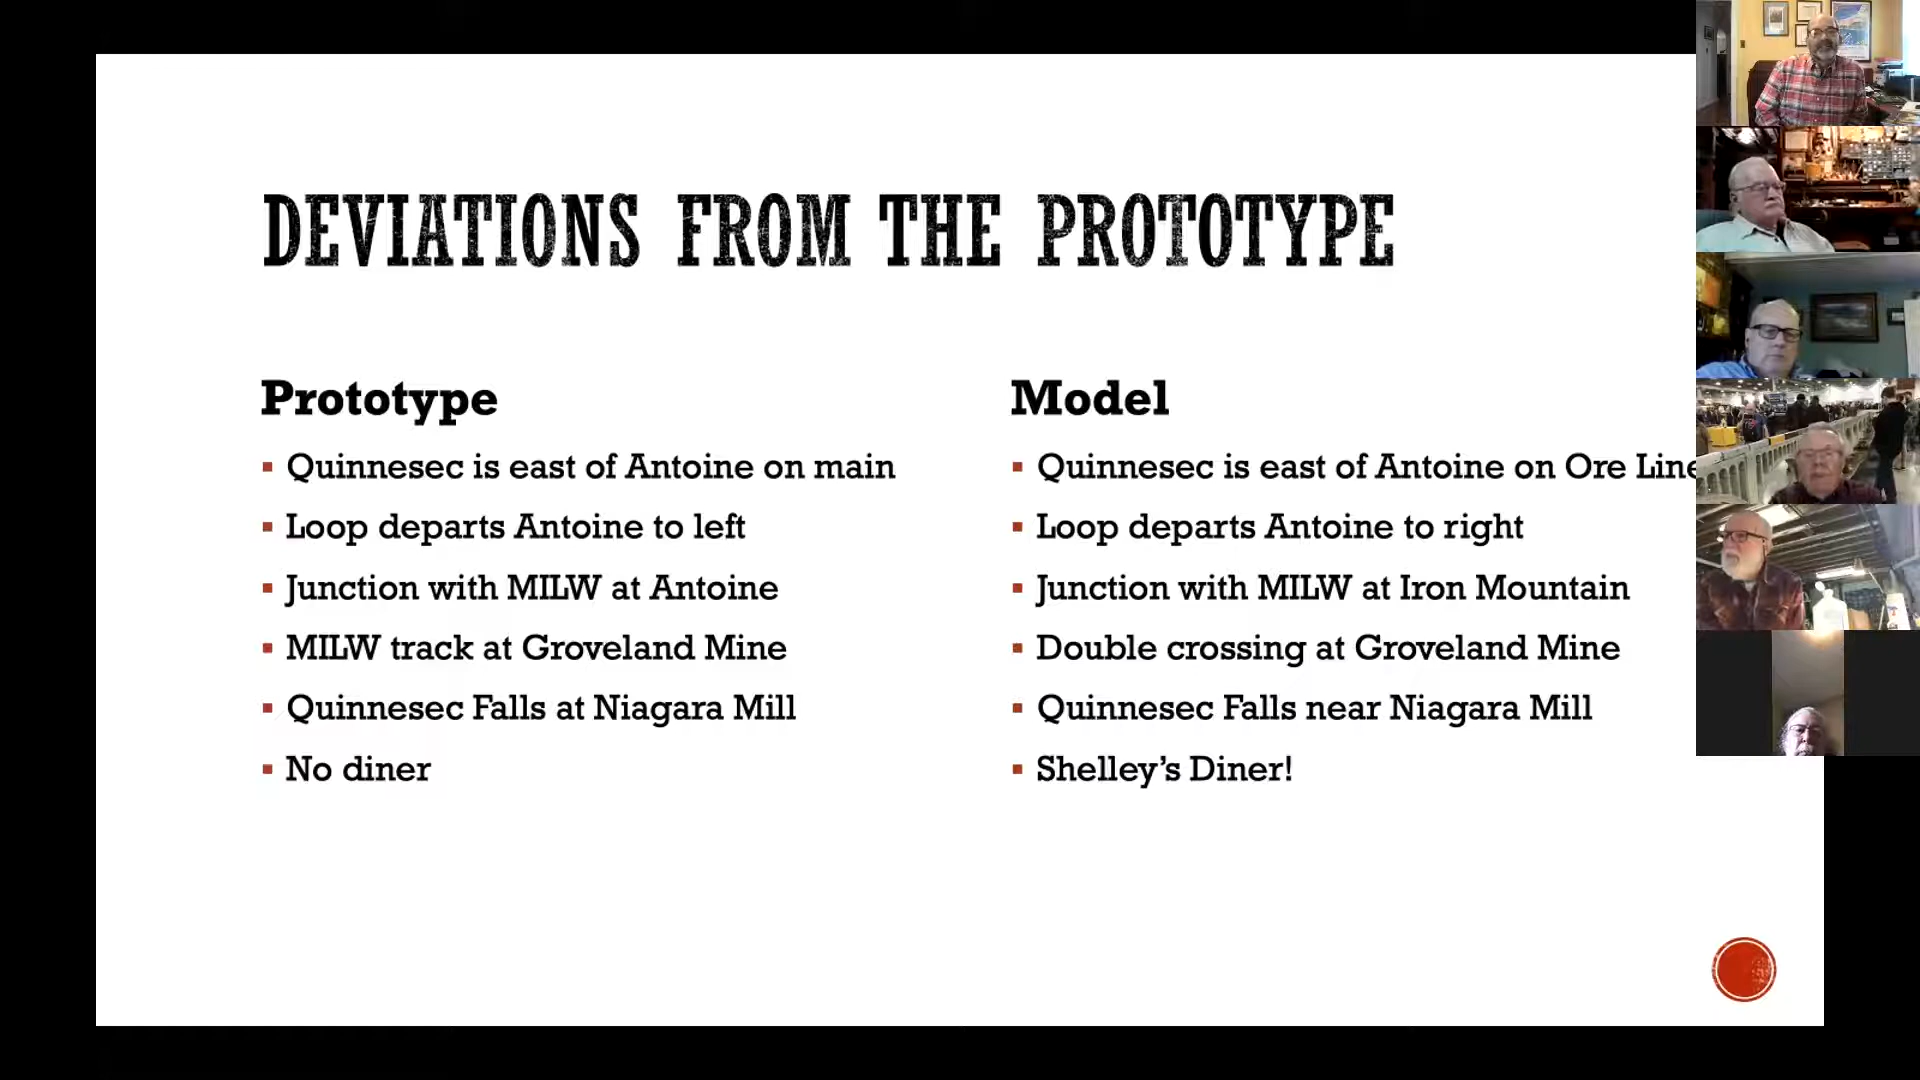 DEVIATIONS FROM THE PROTOTYPE
Prototype
▪ Quinnesec is east of Antoine on main
▪ Loop departs Antoine to left
▪ Junction with MILW at Antoine
▪ MILW track at Groveland Mine
▪ Quinnesec Falls at Niagara Mill
▪ No diner
Model
▪ Quinnesec is east of Antoine on Ore Line
▪ Loop departs Antoine to right
▪ Junction with MILW at Iron Mountain
▪ Double crossing at Groveland Mine
▪ Quinnesec Falls near Niagara Mill
▪ Shelley’s Diner!